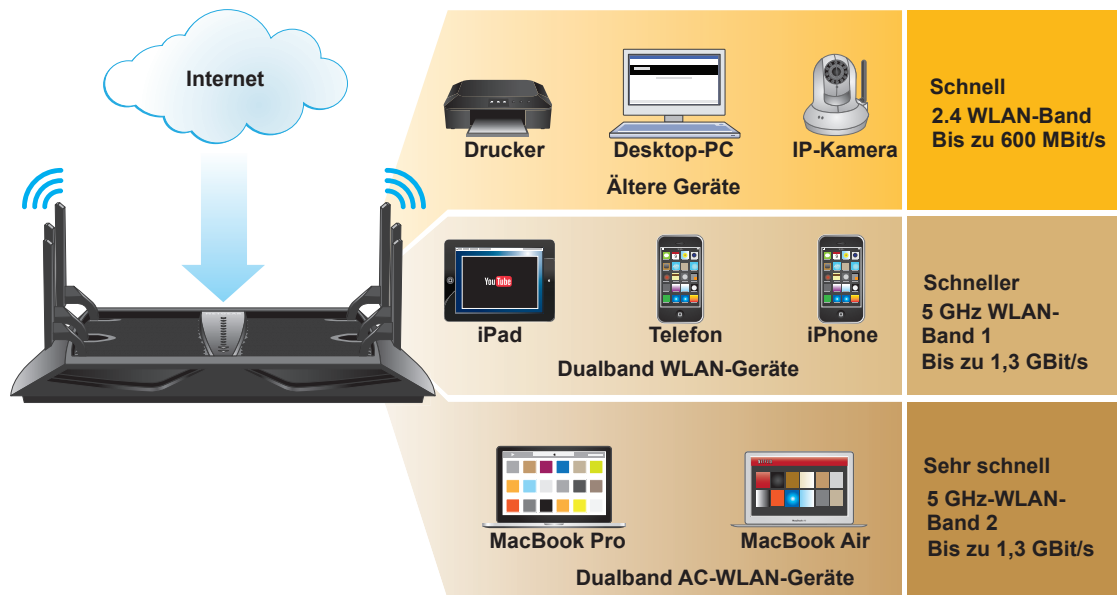 Internet
Drucker
Desktop-PC
IP-Kamera
Ältere Geräte
Schnell
2.4 WLAN-Band
Bis zu 600 MBit/s
YouTube
iPad
Telefon
iPhone
Dualband WLAN-Geräte
Schneller
5 GHz WLAN-
Band 1
Bis zu 1,3 GBit/s
MacBook Pro
MacBook Air
Dualband AC-WLAN-Geräte
Sehr schnell
5 GHz-WLAN-
Band 2
Bis zu 1,3 GBit/s